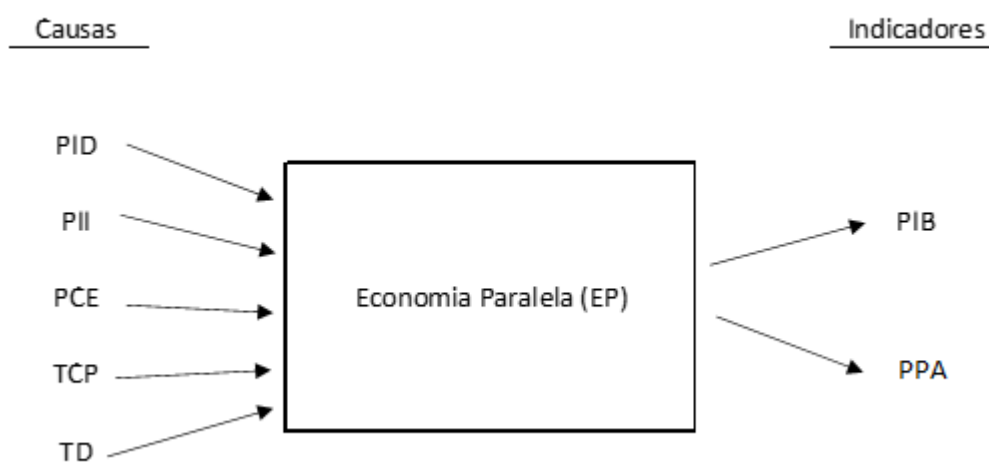 Causas
Indicadores
PID
PII
PCE
TCP
TD
Economia Paralela (EP)
PIB
PPA